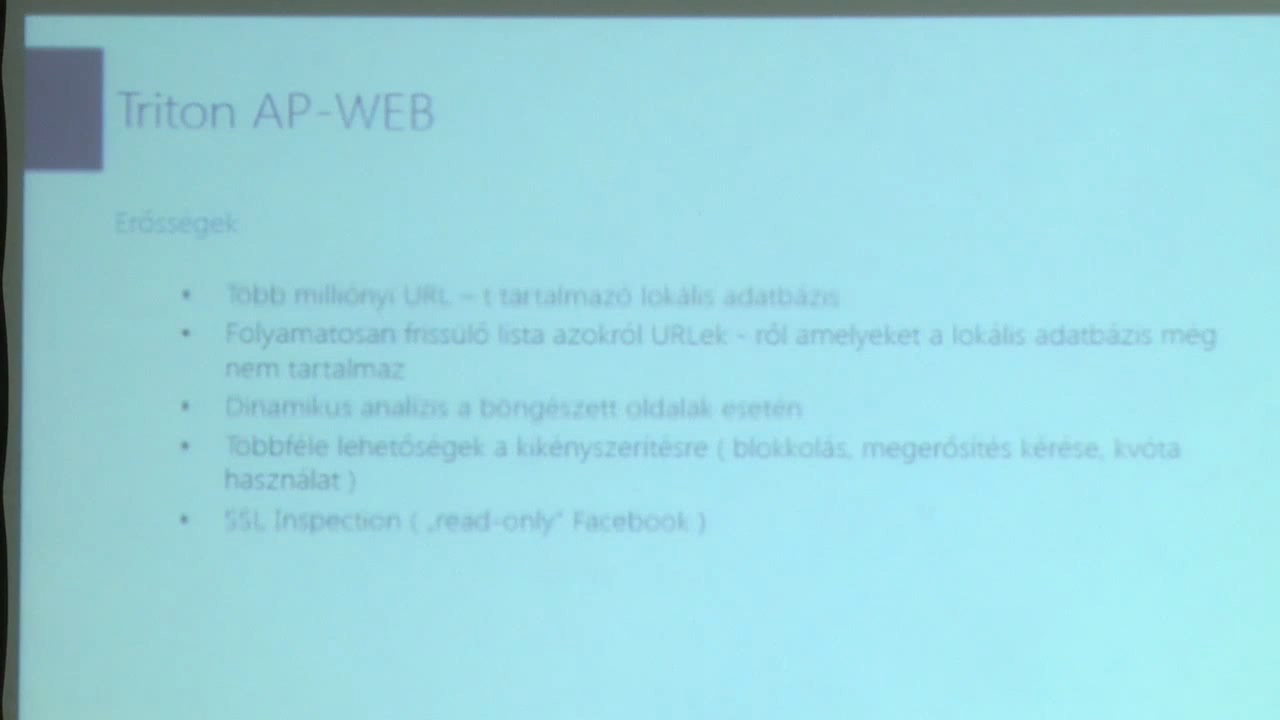 Triton AP-WEB
Erősségek
• Több milliónyi URL – t tartalmazó lokális adatbázis
• Folyamatosan frissülő lista azokról URLek - ről amelyeket a lokális adatbázis még
nem tartalmaz
• Dinamikus analízis a böngészett oldalak esetén
• Többféle lehetőségek a kikényszerítésre ( blokkolás, megerősítés kérése, kvóta
használat )
• SSL Inspection ( „read-only” Facebook )